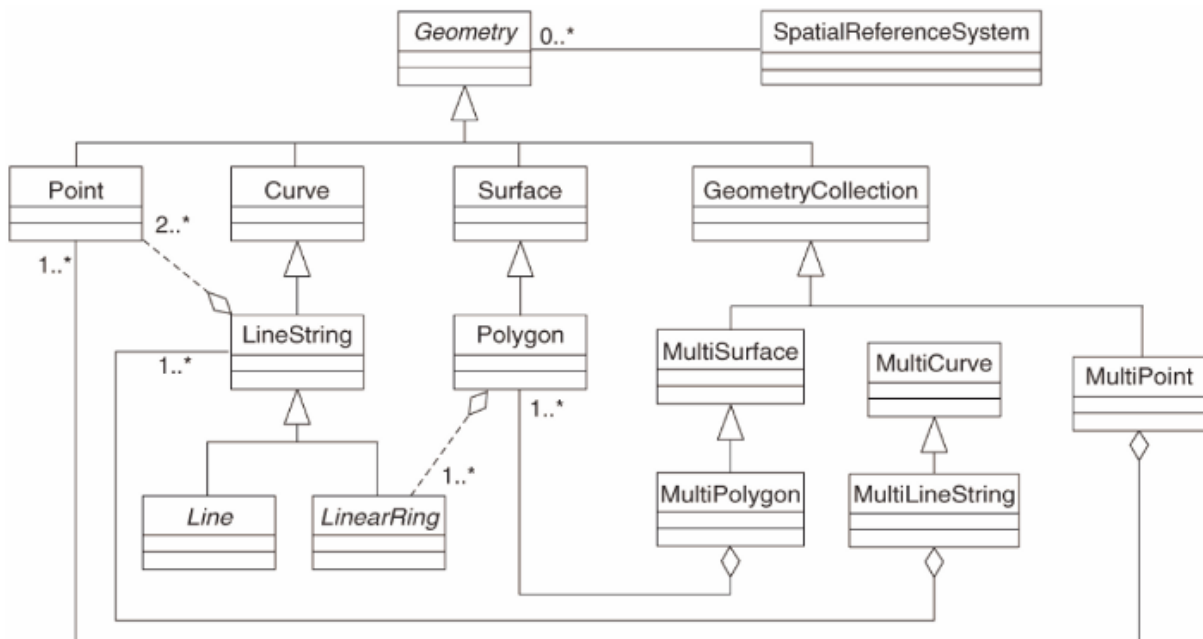 Geometry
0..*
SpatialReferenceSystem
Point
Curve
Surface
GeometryCollection
2..*
1..*
LineString
1..*
Polygon
1..*
MultiSurface
MultiCurve
MultiPoint
1..*
Line
LinearRing
MultiPolygon
MultiLineString